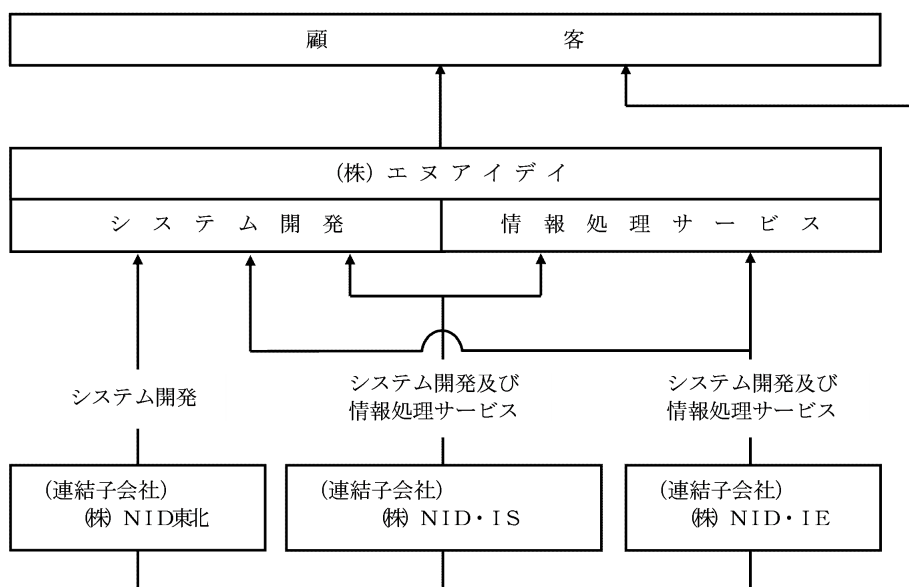 顧 客
(株)エヌアイデイ
システム開発
情報処理サービス
システム開発
システム開発及び
情報処理サービス
システム開発及び
情報処理サービス
(連結子会社)
㈱ NID東北
(連結子会社)
㈱ NID・IS
(連結子会社)
㈱ NID・IE